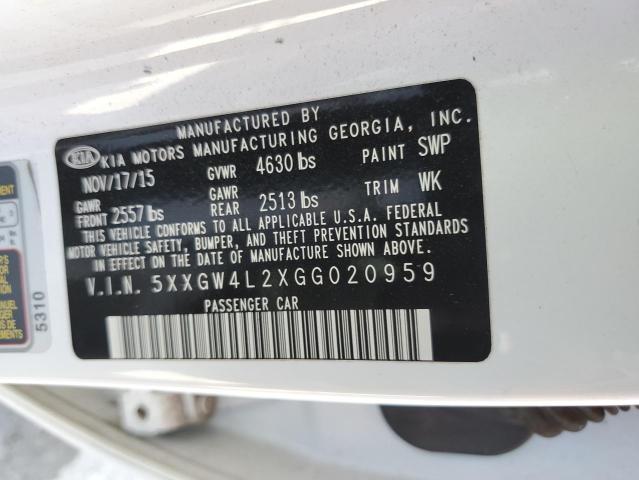 MANUFACTURED BY
KIA KIA MOTORS MANUFACTURING GEORGIA, INC.
NOV/17/15 GVWR 4630 lbs PAINT SWP
GAWR FRONT 2557 lbs GAWR REAR 2513 lbs TRIM WK
THIS VEHICLE CONFORMS TO ALL APPLICABLE U.S.A. FEDERAL
MOTOR VEHICLE SAFETY, BUMPER, AND THEFT PREVENTION STANDARDS
IN EFFECT ON THE DATE OF MANUFACTURE SHOWN ABOVE.
V.I.N. 5XXGW4L2XGG020959
PASSENGER CAR
5310